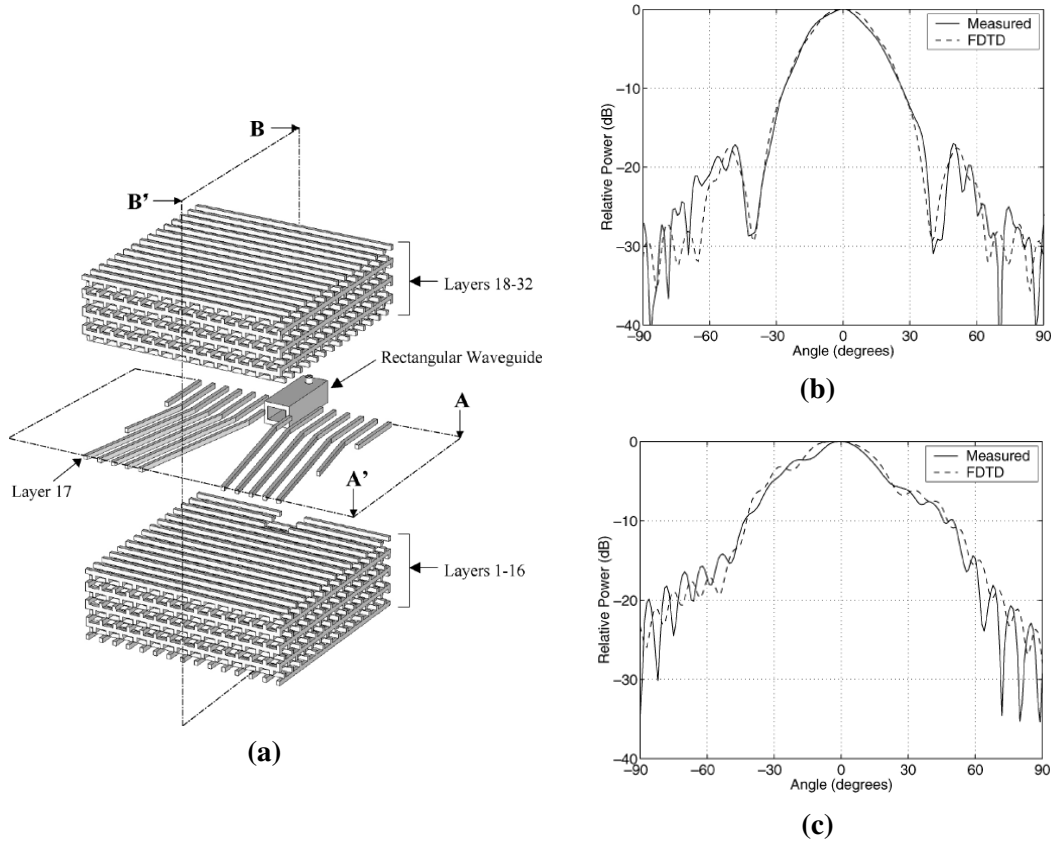 B
B'
Layers 18-32
Rectangular Waveguide
A
Layer 17
A'
Layers 1-16
(a)
0
−10
−20
−30
−40
Relative Power (dB)
−90
−60
−30
0
30
60
90
Angle (degrees)
Measured
FDTD
(b)
0
−10
−20
−30
−40
Relative Power (dB)
−90
−60
−30
0
30
60
90
Angle (degrees)
Measured
FDTD
(c)